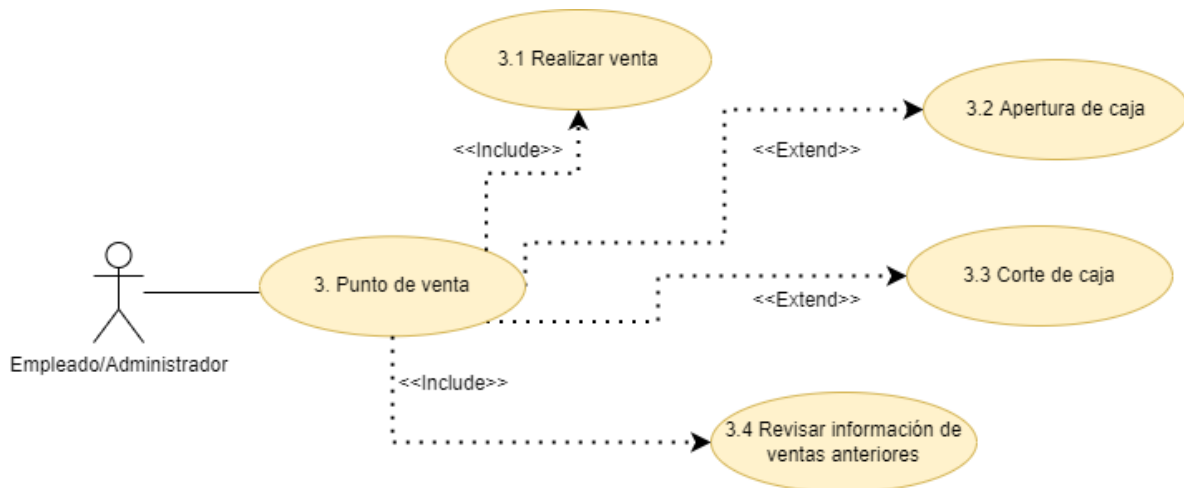 3.1 Realizar venta
3.2 Apertura de caja
<<Include>>
<<Extend>>
3. Punto de venta
3.3 Corte de caja
<<Extend>>
Empleado/Administrador
<<Include>>
3.4 Revisar información de
ventas anteriores